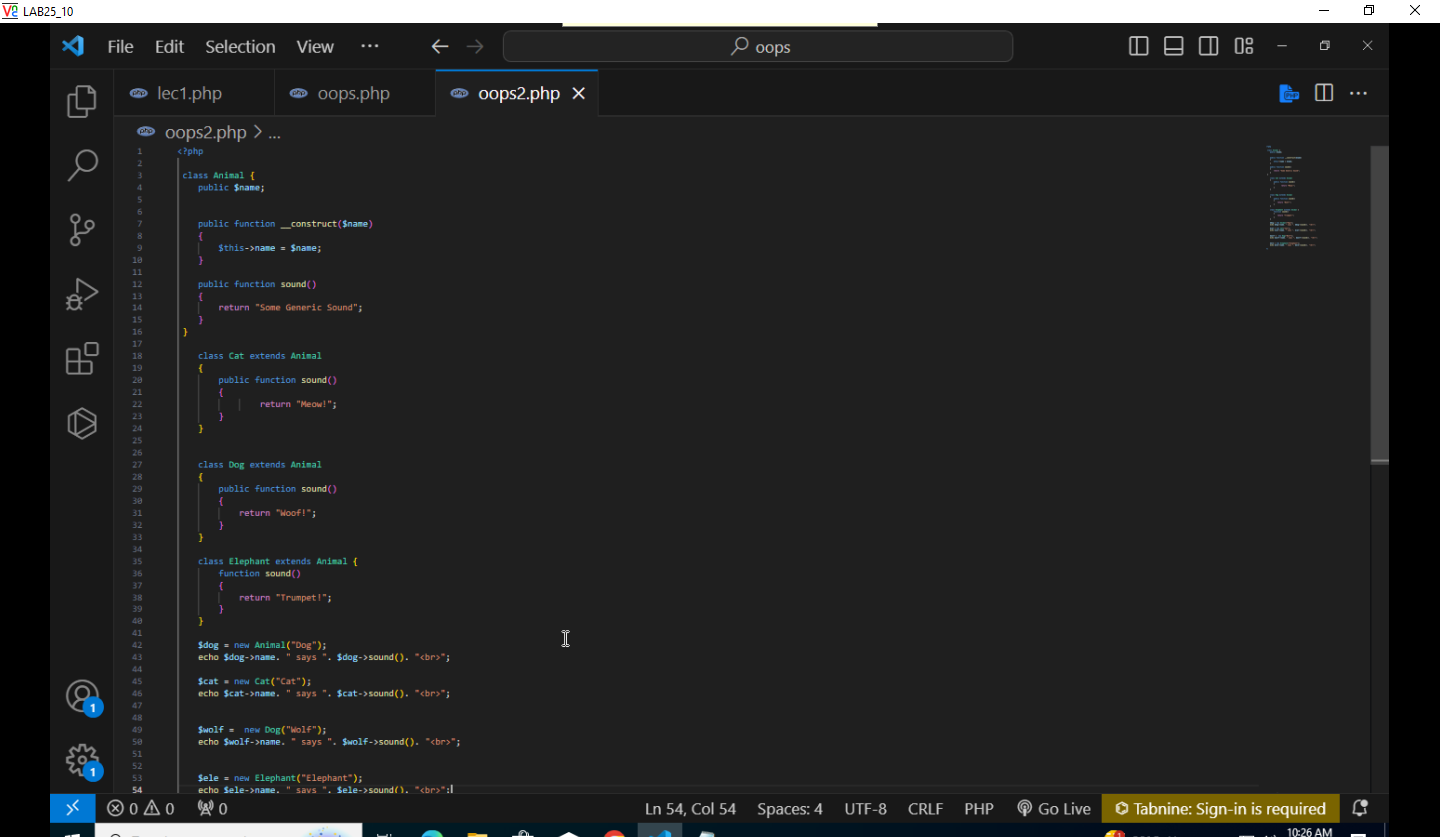 LAB25_10
File Edit Selection View ... oops
lec1.php oops.php oops2.php
oops2.php > ...
1 <?php
2
3 class Animal {
4 public $name;
5
6
7 public function __construct($name)
8 {
9 $this->name = $name;
10 }
11
12 public function sound()
13 {
14 return "Some Generic Sound";
15 }
16 }
17
18 class Cat extends Animal
19 {
20 public function sound()
21 {
22 return "Meow!";
23 }
24 }
25
26
27 class Dog extends Animal
28 {
29 public function sound()
30 {
31 return "Woof!";
32 }
33 }
34
35 class Elephant extends Animal {
36 function sound()
37 {
38 return "Trumpet!";
39 }
40 }
41
42 $dog = new Animal("Dog");
43 echo $dog->name. " says ". $dog->sound(). "<br>";
44
45 $cat = new Cat("Cat");
46 echo $cat->name. " says ". $cat->sound(). "<br>";
47
48
49 $wolf =  new Dog("Wolf");
50 echo $wolf->name. " says ". $wolf->sound(). "<br>";
51
52
53 $ele = new Elephant("Elephant");
54 echo $ele->name. " says ". $ele->sound(). "<br>";
1
1
0 0 0 Ln 54, Col 54 Spaces: 4 UTF-8 CRLF PHP Go Live Tabnine: Sign-in is required
10:26 AM